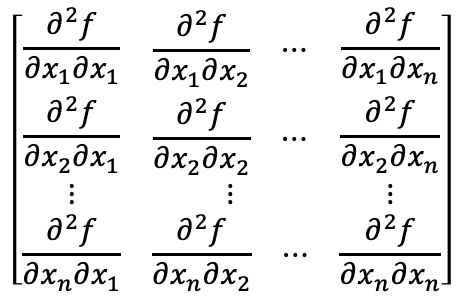 ∂²f/∂x₁∂x₁ ∂²f/∂x₁∂x₂ ⋯ ∂²f/∂x₁∂xₙ
∂²f/∂x₂∂x₁ ∂²f/∂x₂∂x₂ ⋯ ∂²f/∂x₂∂xₙ
⋮ ⋮ ⋮
∂²f/∂xₙ∂x₁ ∂²f/∂xₙ∂x₂ ⋯ ∂²f/∂xₙ∂xₙ